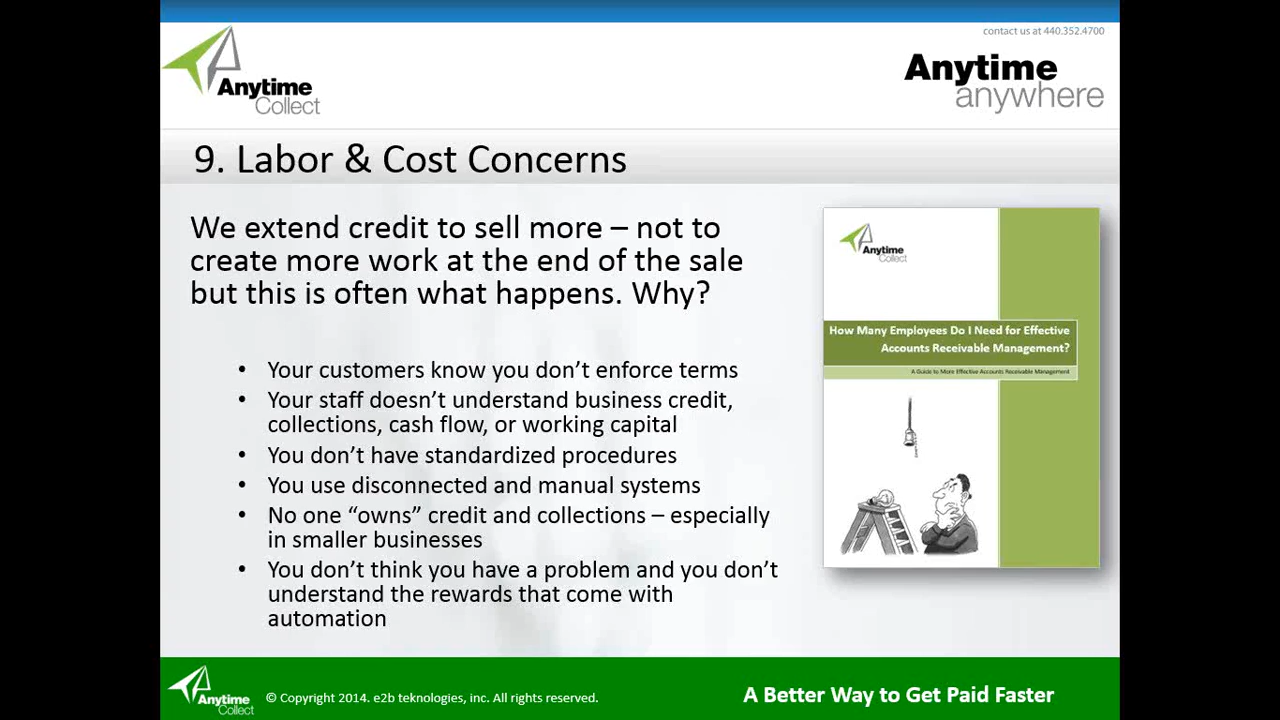 contact us at 440.352.4700
Anytime
Collect
Anytime
anywhere
9. Labor & Cost Concerns
We extend credit to sell more – not to
create more work at the end of the sale
but this is often what happens. Why?
• Your customers know you don’t enforce terms
• Your staff doesn’t understand business credit,
collections, cash flow, or working capital
• You don’t have standardized procedures
• You use disconnected and manual systems
• No one “owns” credit and collections – especially
in smaller businesses
• You don’t think you have a problem and you don’t
understand the rewards that come with
automation
Anytime
Collect
How Many Employees Do I Need for Effective
Accounts Receivable Management?
A Guide to More Effective Accounts Receivable Management
Anytime
Collect
© Copyright 2014. e2b teknologies, inc. All rights reserved.
A Better Way to Get Paid Faster